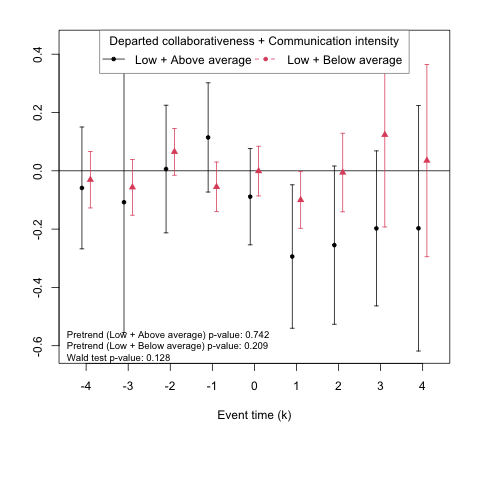 Departed collaborativeness + Communication intensity
Low + Above average Low + Below average
0.4
0.2
0.0
-0.2
-0.4
-0.6
Pretrend (Low + Above average) p-value: 0.742
Pretrend (Low + Below average) p-value: 0.209
Wald test p-value: 0.128
-4 -3 -2 -1 0 1 2 3 4
Event time (k)